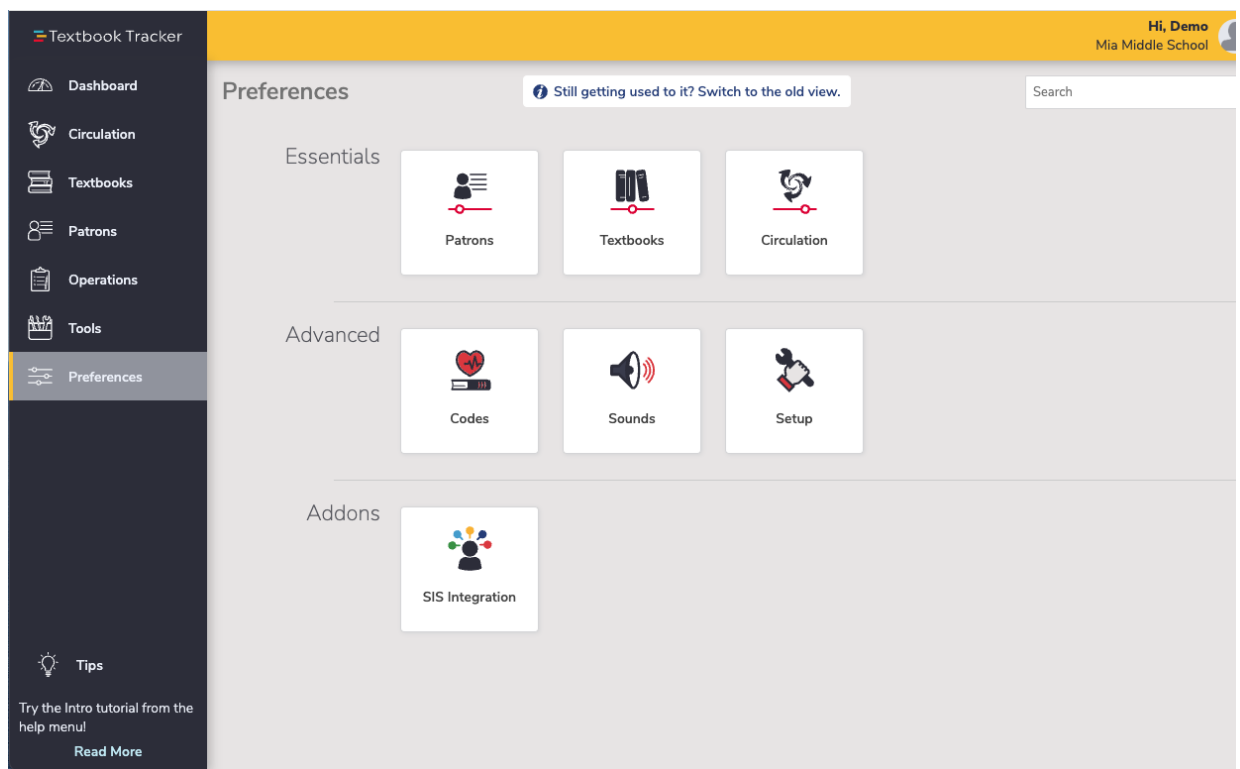 Textbook Tracker
Hi, Demo
Mia Middle School
Dashboard
Circulation
Textbooks
Patrons
Operations
Tools
Preferences
Tips
Try the Intro tutorial from the
help menu!
Read More
Preferences
Still getting used to it? Switch to the old view.
Search
Essentials
Patrons
Textbooks
Circulation
Advanced
Codes
Sounds
Setup
Addons
SIS Integration